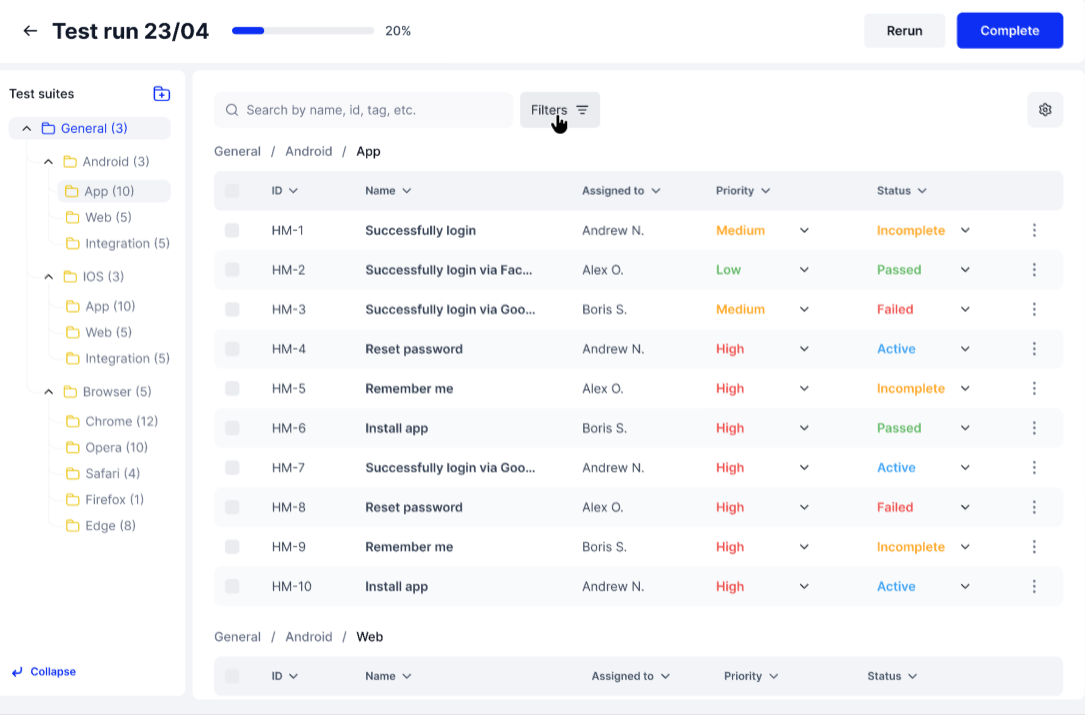 Test run 23/04
20%
Rerun
Complete
Test suites
General (3)
Android (3)
App (10)
Web (5)
Integration (5)
IOS (3)
App (10)
Web (5)
Integration (5)
Browser (5)
Chrome (12)
Opera (10)
Safari (4)
Firefox (1)
Edge (8)
Collapse
Search by name, id, tag, etc.
Filters
General / Android / App
ID Name Assigned to Priority Status
HM-1 Successfully login Andrew N. Medium Incomplete
HM-2 Successfully login via Fac... Alex O. Low Passed
HM-3 Successfully login via Goo... Boris S. Medium Failed
HM-4 Reset password Andrew N. High Active
HM-5 Remember me Alex O. High Incomplete
HM-6 Install app Boris S. High Passed
HM-7 Successfully login via Goo... Andrew N. High Active
HM-8 Reset password Alex O. High Failed
HM-9 Remember me Boris S. High Incomplete
HM-10 Install app Andrew N. High Active
General / Android / Web
ID Name Assigned to Priority Status